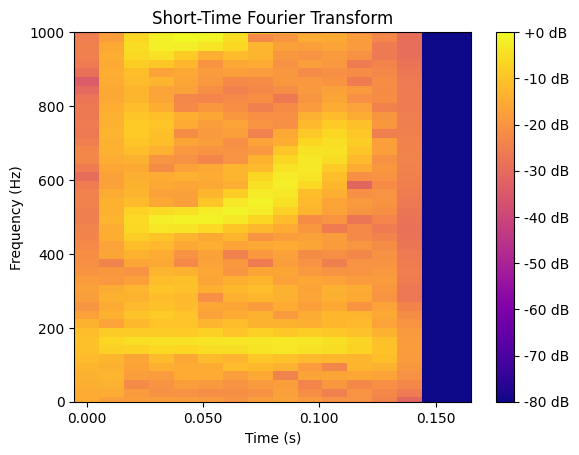 Short-Time Fourier Transform
1000
800
600
400
200
0
Frequency (Hz)
0.000
0.050
0.100
0.150
Time (s)
+0 dB
-10 dB
-20 dB
-30 dB
-40 dB
-50 dB
-60 dB
-70 dB
-80 dB